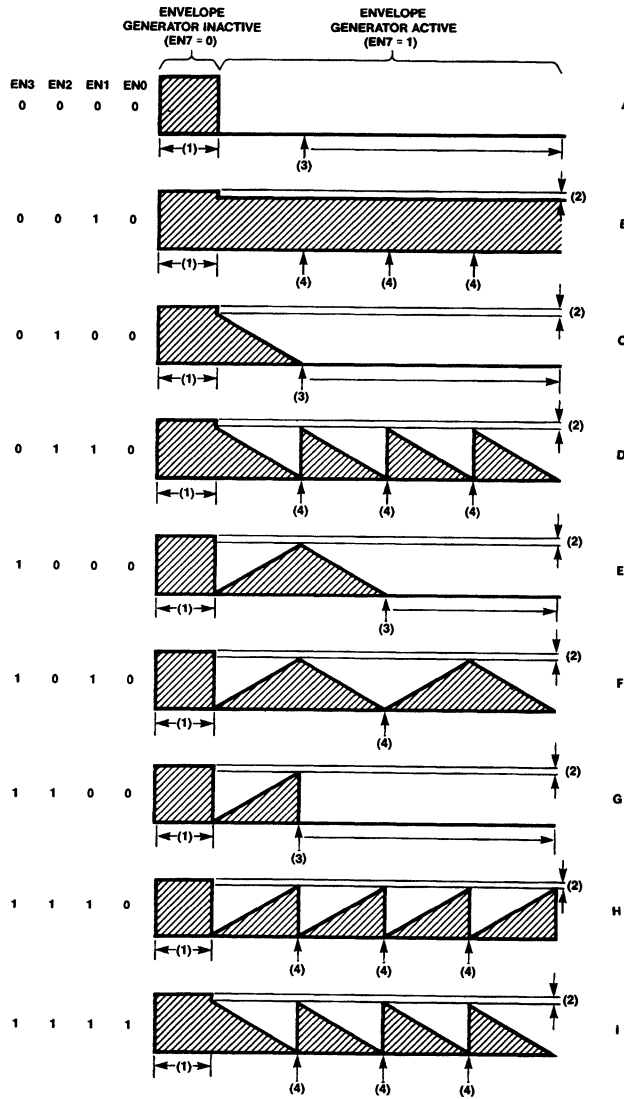 ENVELOPE
GENERATOR INACTIVE
(EN7 = 0)
ENVELOPE
GENERATOR ACTIVE
(EN7 = 1)
EN3 EN2 EN1 EN0
0 0 0 0
(1)
(3)
0 0 1 0
(2)
(1)
(4) (4) (4)
0 1 0 0
(2)
C
(1)
(3)
0 1 1 0
(2)
D
(1)
(4) (4) (4)
1 0 0 0
(2)
E
(1)
(3)
1 0 1 0
(2)
F
(1)
(4)
1 1 0 0
(2)
G
(1)
(3)
1 1 1 0
(2)
H
(1)
(4) (4) (4)
1 1 1 1
(2)
I
(1)
(4) (4) (4)